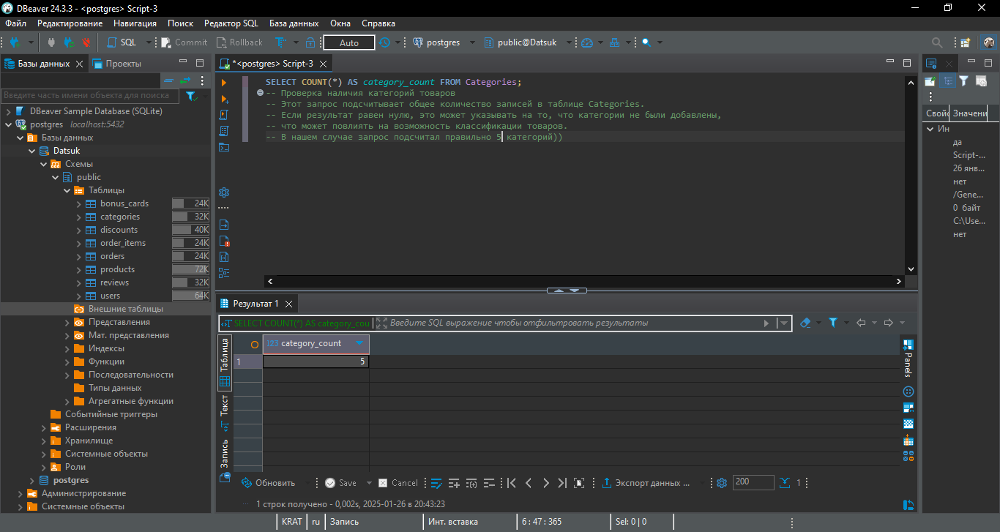 DBeaver 24.3.3 - <postgres> Script-3
Файл Редактирование Навигация Поиск Редактор SQL База данных Окна Справка
SQL Commit Rollback Auto postgres public@Datsuk
Базы данных Проекты
Введите часть имени объекта для поиска
DBeaver Sample Database (SQLite)
postgres localhost:5432
Базы данных
Datsuk
Схемы
public
Таблицы
bonus_cards 24K
categories 32K
discounts 40K
order_items 24K
orders 24K
products 72K
reviews 32K
users 64K
Внешние таблицы
Представления
Мат. представления
Индексы
Функции
Последовательности
Типы данных
Агрегатные функции
Событийные триггеры
Расширения
Хранилище
Системные объекты
Роли
postgres
Администрирование
Системные объекты
*<postgres> Script-3
SELECT COUNT(*) AS category_count FROM Categories;
-- Проверка наличия категорий товаров
-- Этот запрос подсчитывает общее количество записей в таблице Categories.
-- Если результат равен нулю, это может указывать на то, что категории не были добавлены,
-- что может повлиять на возможность классификации товаров.
-- В нашем случае запрос подсчитал правильно 5 категорий))
Результат 1
SELECT COUNT(*) AS category_cou Введите SQL выражение чтобы отфильтровать результаты
Таблица
Текст
Запись
123 category_count
1 5
Panels
Обновить Save Cancel Экспорт данных ... 200 1
1 строк получено - 0,002s, 2025-01-26 в 20:43:23
Свойс Значени
Ин
да
Script-...
26 янв...
нет
/Gene...
0 байт
C:\Use...
нет
KRAT ru Запись Инт. вставка 6 : 47 : 365 Sel: 0 | 0